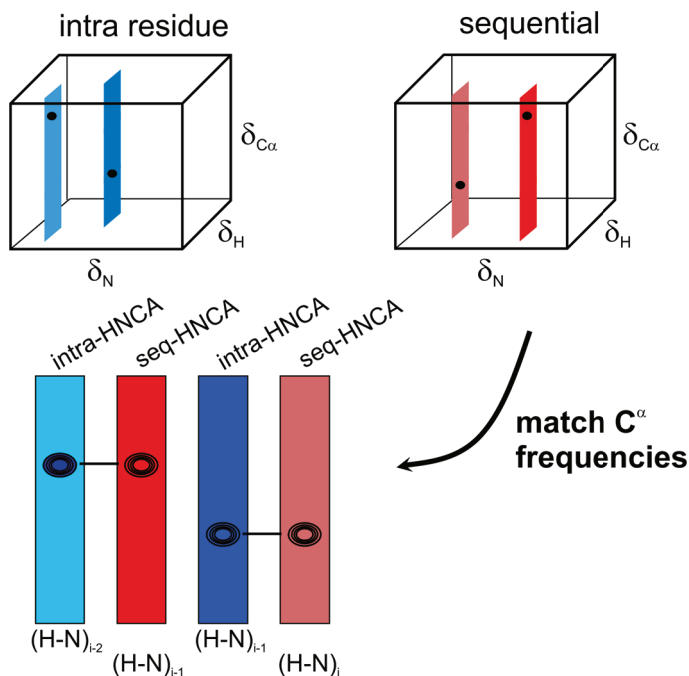 intra residue
sequential
δCα
δH
δN
δCα
δH
δN
intra-HNCA
seq-HNCA
intra-HNCA
seq-HNCA
match Cα
frequencies
(H-N)i-2
(H-N)i-1
(H-N)i-1
(H-N)i